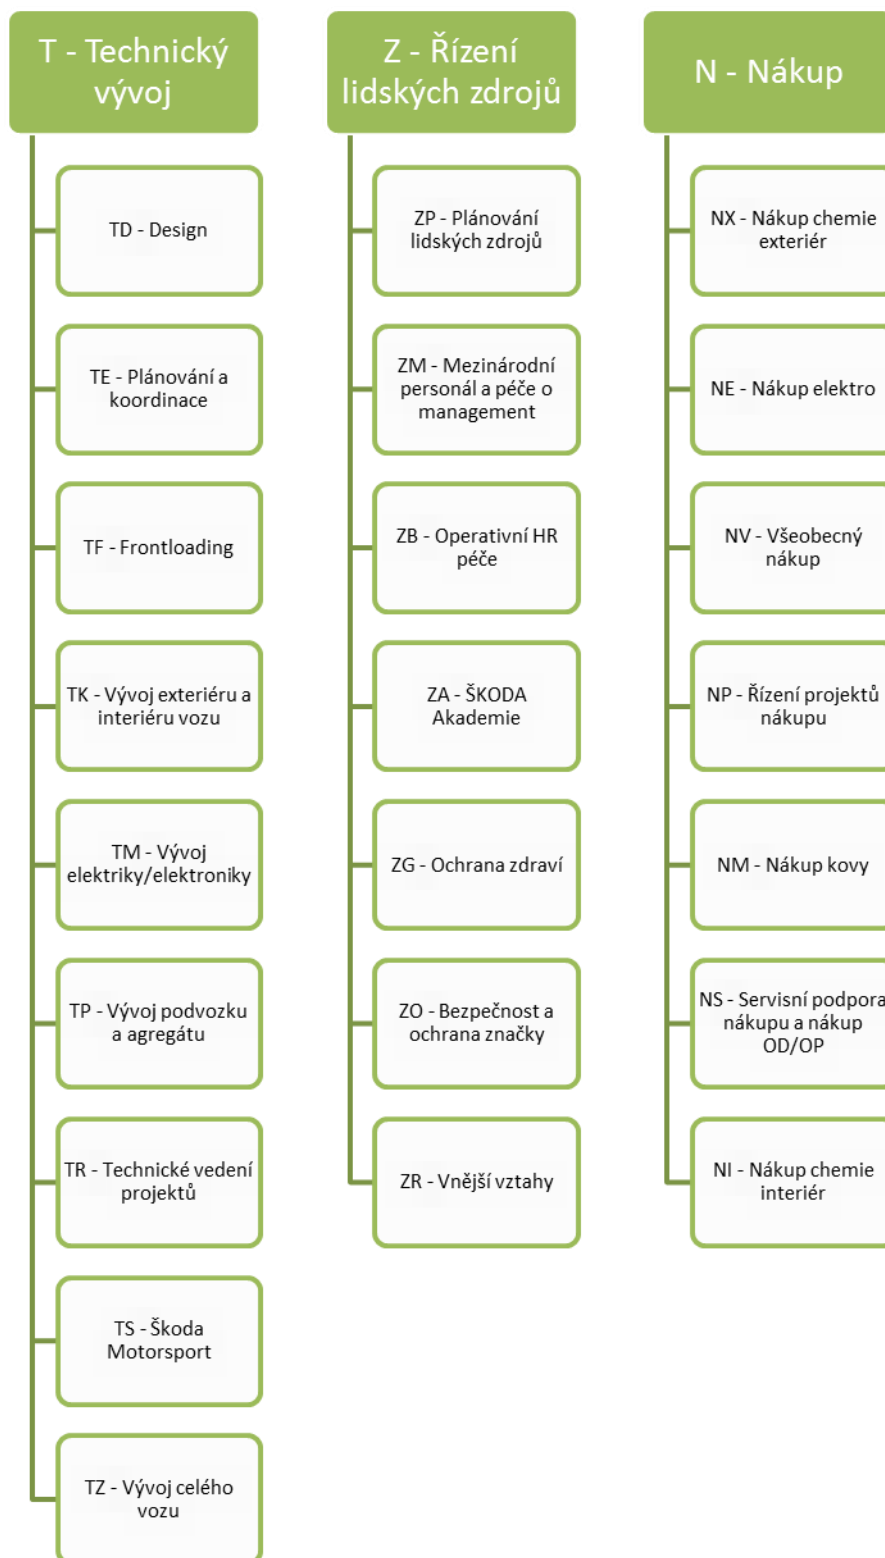 T - Technický
vývoj
TD - Design
TE - Plánování a
koordinace
TF - Frontloading
TK - Vývoj exteriéru a
interiéru vozu
TM - Vývoj
elektriky/elektroniky
TP - Vývoj podvozku
a agregátu
TR - Technické vedení
projektů
TS - Škoda
Motorsport
TZ - Vývoj celého
vozu
Z - Řízení
lidských zdrojů
ZP - Plánování
lidských zdrojů
ZM - Mezinárodní
personál a péče o
management
ZB - Operativní HR
péče
ZA - ŠKODA
Akademie
ZG - Ochrana zdraví
ZO - Bezpečnost a
ochrana značky
ZR - Vnější vztahy
N - Nákup
NX - Nákup chemie
exteriér
NE - Nákup elektro
NV - Všeobecný
nákup
NP - Řízení projektů
nákupu
NM - Nákup kovy
NS - Servisní podpora
nákupu a nákup
OD/OP
NI - Nákup chemie
interiér